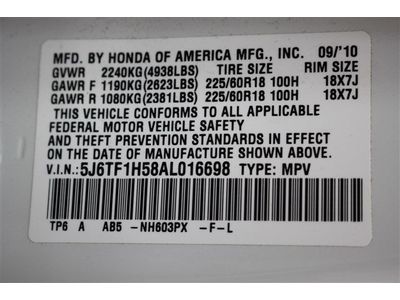 MFD. BY HONDA OF AMERICA MFG., INC. 09/'10
GVWR 2240KG(4938LBS) TIRE SIZE RIM SIZE
GAWR F 1190KG(2623LBS) 225/60R18 100H 18X7J
GAWR R 1080KG(2381LBS) 225/60R18 100H 18X7J
THIS VEHICLE CONFORMS TO ALL APPLICABLE
FEDERAL MOTOR VEHICLE SAFETY
AND THEFT PREVENTION STANDARDS IN EFFECT
ON THE DATE OF MANUFACTURE SHOWN ABOVE.
V.I.N.: 5J6TF1H58AL016698 TYPE: MPV
TP6 A AB5 -NH603PX -F-L